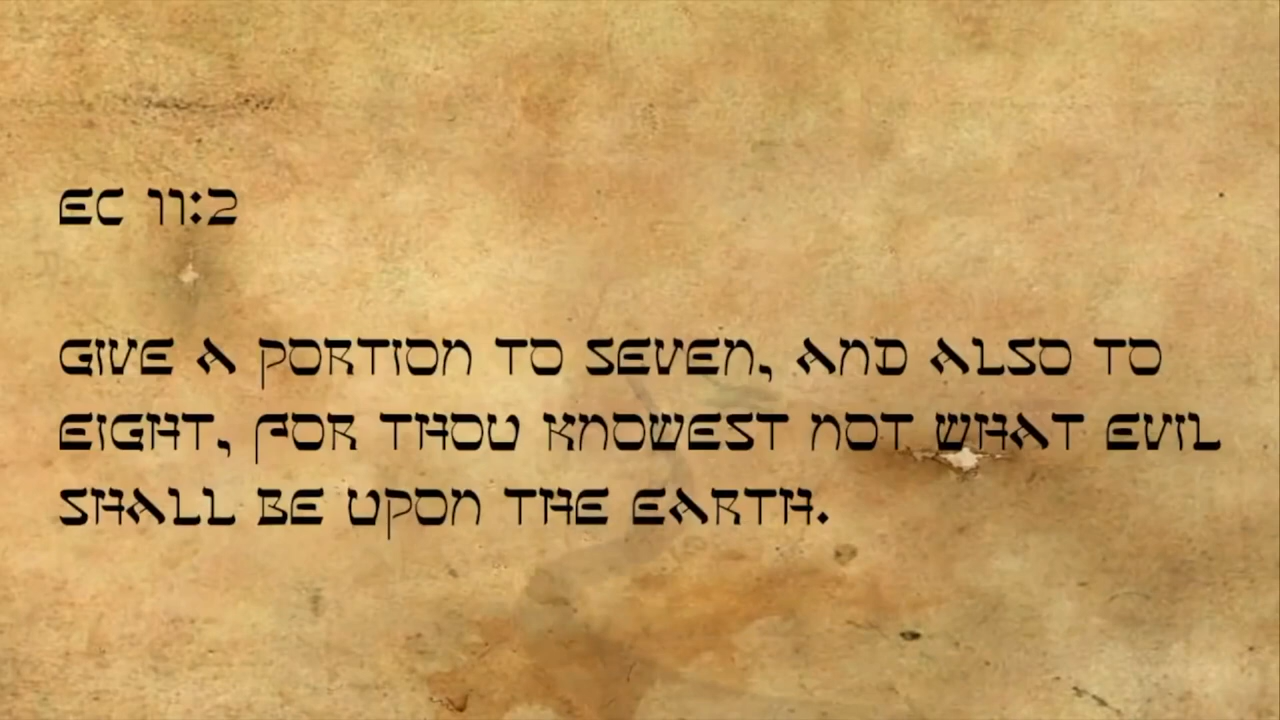 EC 11:2
GIVE A PORTION TO SEVEN, AND ALSO TO
EIGHT, FOR THOU KNOWEST NOT WHAT EVIL
SHALL BE UPON THE EARTH.